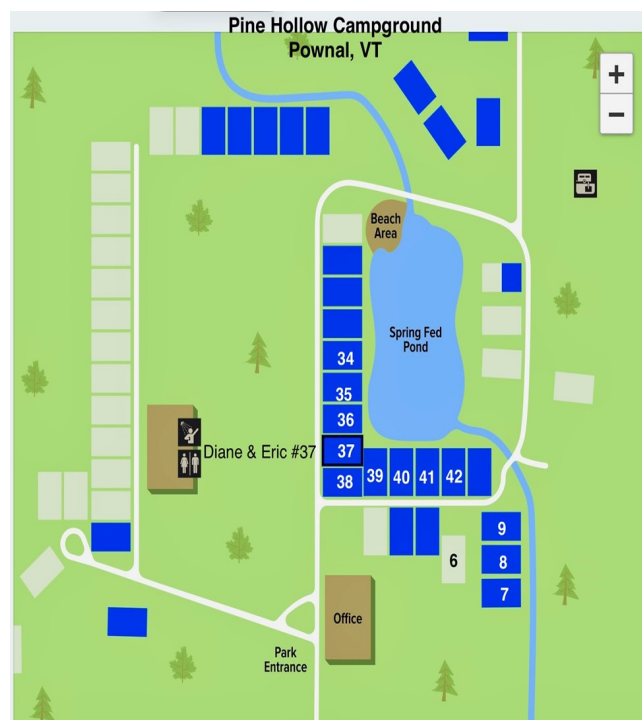 Pine Hollow Campground
Pownal, VT
+
−
Beach
Area
Spring Fed
Pond
34
35
36
Diane & Eric #37
37
38
39
40
41
42
9
8
7
6
Office
Park
Entrance